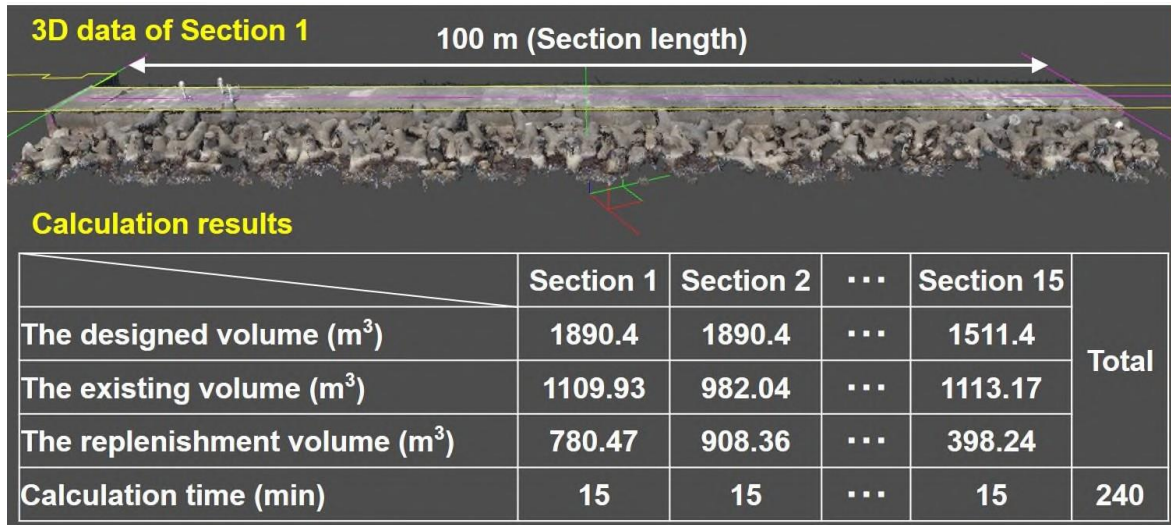 3D data of Section 1
100 m (Section length)
Calculation results
Section 1 Section 2 ··· Section 15 Total
The designed volume (m³) 1890.4 1890.4 ··· 1511.4
The existing volume (m³) 1109.93 982.04 ··· 1113.17
The replenishment volume (m³) 780.47 908.36 ··· 398.24
Calculation time (min) 15 15 ··· 15 240